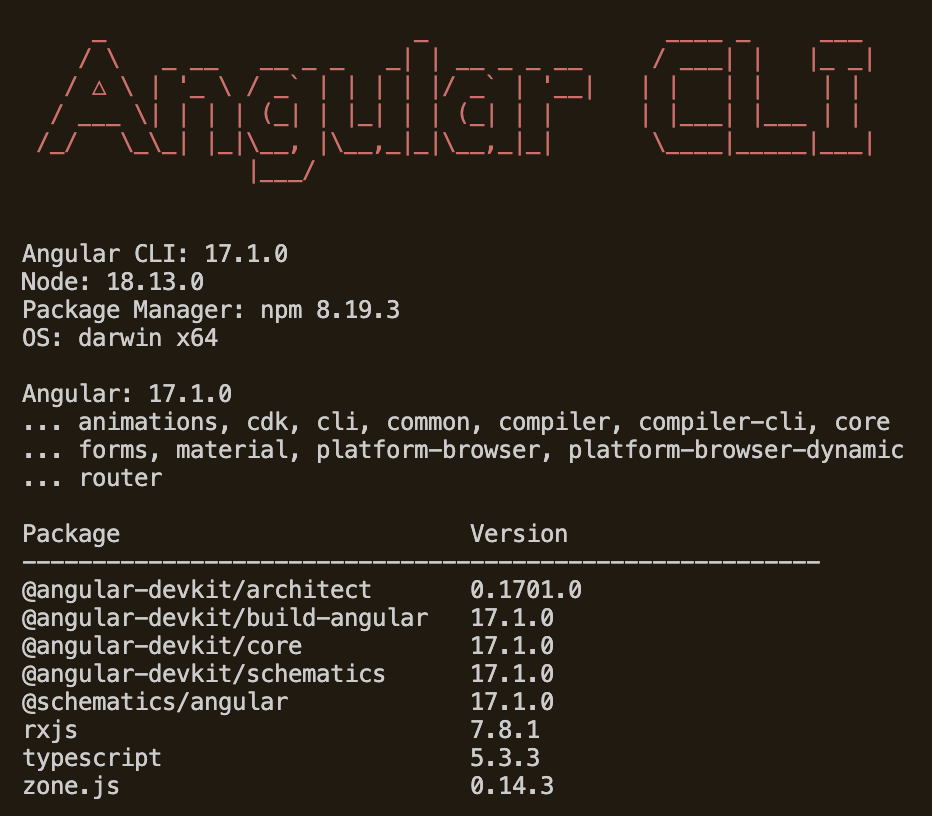 Angular CLI
Angular CLI: 17.1.0
Node: 18.13.0
Package Manager: npm 8.19.3
OS: darwin x64
Angular: 17.1.0
... animations, cdk, cli, common, compiler, compiler-cli, core
... forms, material, platform-browser, platform-browser-dynamic
... router
Package Version
---------------------------------------------------------
@angular-devkit/architect 0.1701.0
@angular-devkit/build-angular 17.1.0
@angular-devkit/core 17.1.0
@angular-devkit/schematics 17.1.0
@schematics/angular 17.1.0
rxjs 7.8.1
typescript 5.3.3
zone.js 0.14.3